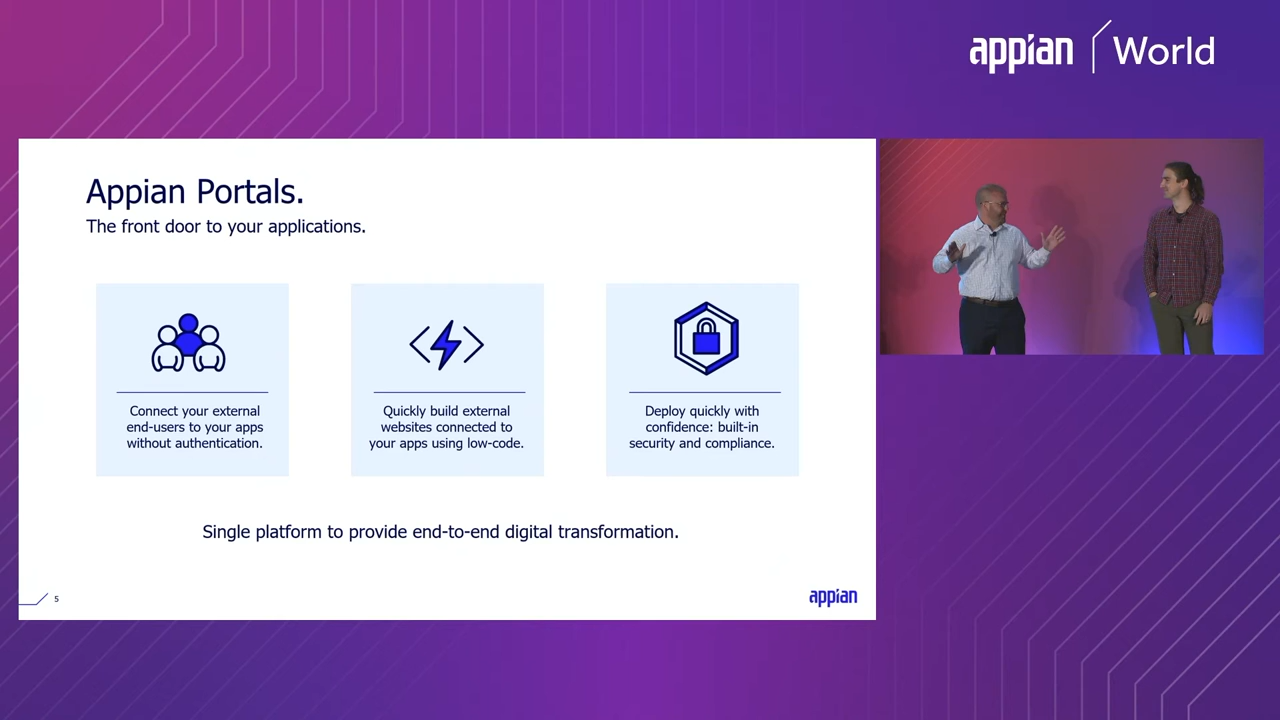 appian World
Appian Portals.
The front door to your applications.
Connect your external
end-users to your apps
without authentication.
Quickly build external
websites connected to
your apps using low-code.
Deploy quickly with
confidence: built-in
security and compliance.
Single platform to provide end-to-end digital transformation.
5
appian